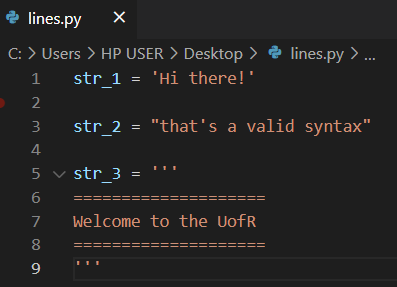 lines.py ×
C: > Users > HP USER > Desktop > lines.py > ...
1 str_1 = 'Hi there!'
2
3 str_2 = "that's a valid syntax"
4
5 str_3 = '''
6 ====================
7 Welcome to the UofR
8 ====================
9 '''